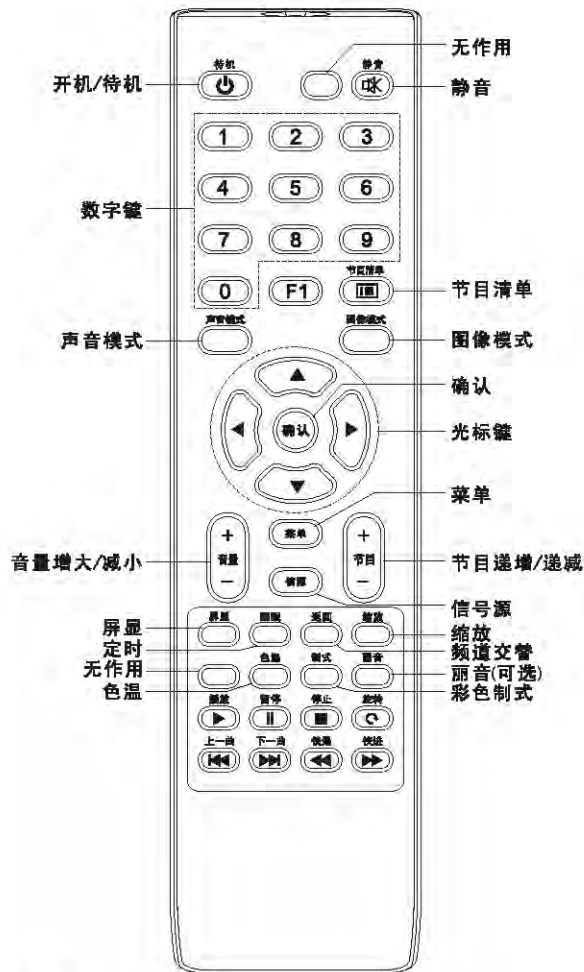 无作用
待机
静音
开机/待机
静音
1 2 3
4 5 6
数字键
7 8 9
节目清单
0 F1
节目清单
声音模式
图像模式
声音模式
图像模式
确认
确认
光标键
菜单
+ 菜单 +
音量增大/减小
音量
节目
节目递增/递减
- 信源 -
信号源
屏显
屏显
返回
缩放
缩放
定时
频道交替
无作用
色温
制式
丽音
丽音(可选)
色温
彩色制式
播放 暂停 停止 旋转
上一曲 下一曲 快退 快进